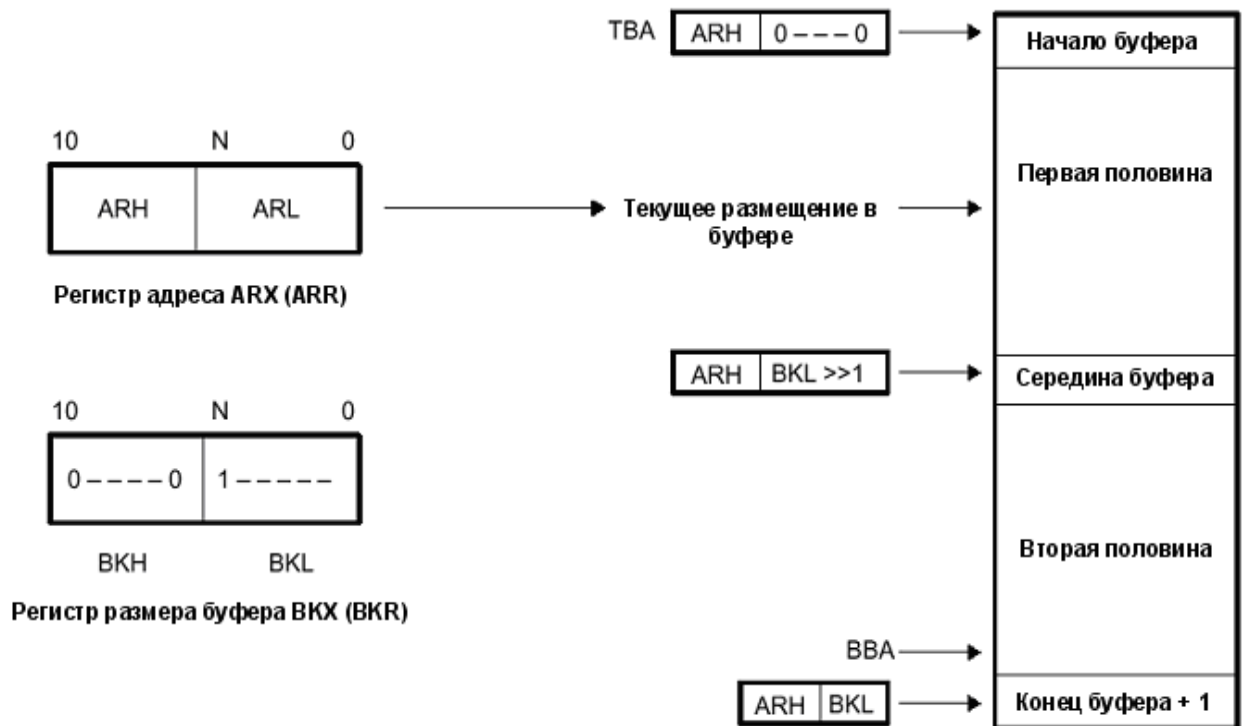 TBA ARH 0 – – – 0 Начало буфера
10 N 0
ARH ARL
Регистр адреса ARX (ARR)
Текущее размещение в
буфере
Первая половина
ARH BKL >>1 Середина буфера
10 N 0
0 – – – – 0 1 – – – – –
BKH BKL
Регистр размера буфера BKX (BKR)
Вторая половина
BBA
ARH BKL Конец буфера + 1